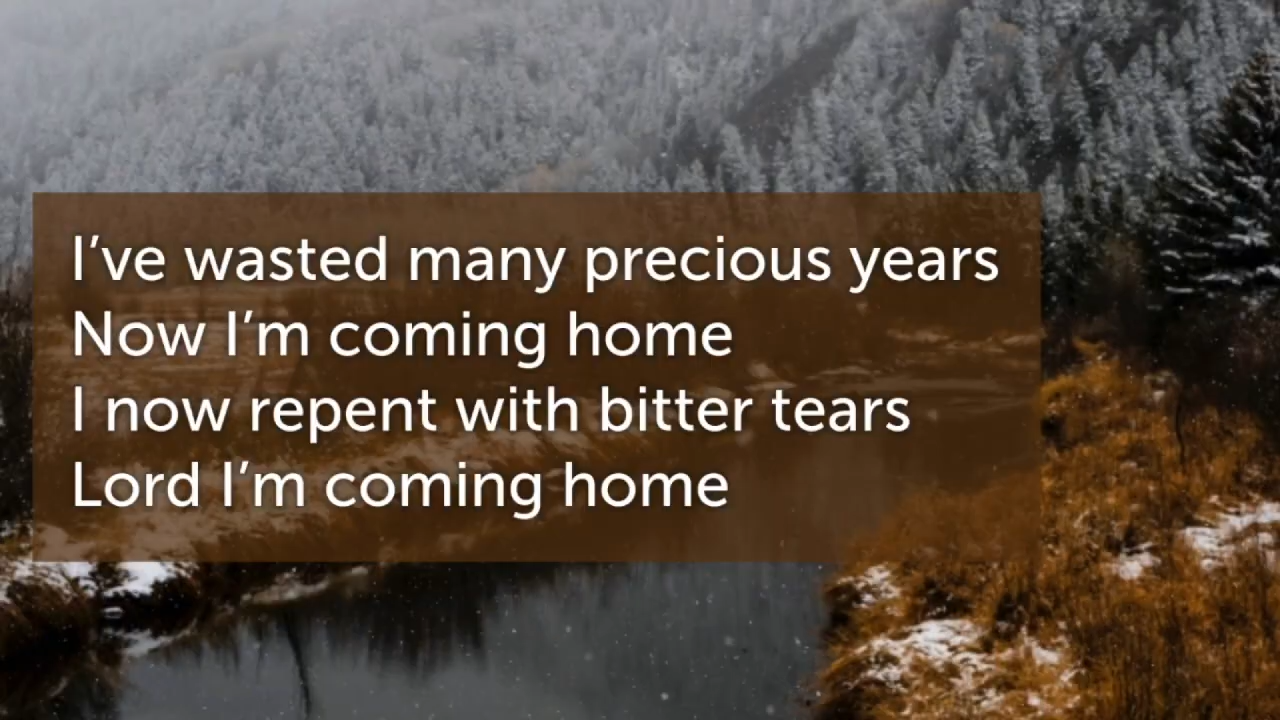 I’ve wasted many precious years
Now I’m coming home
I now repent with bitter tears
Lord I’m coming home